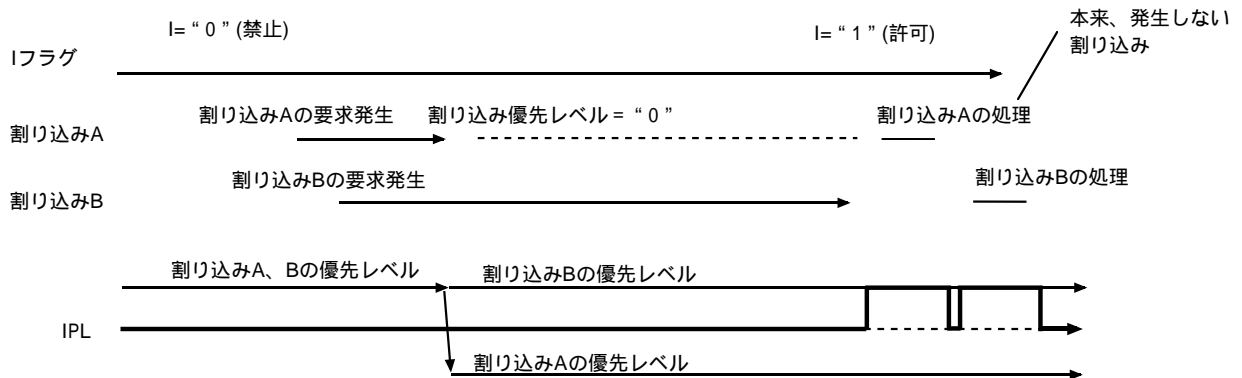 I= “ 0 ” (禁止)
I= “ 1 ” (許可)
本来、発生しない
割り込み
Iフラグ
割り込みAの要求発生
割り込み優先レベル = “ 0 ”
割り込みAの処理
割り込みA
割り込みBの要求発生
割り込みBの処理
割り込みB
割り込みA、Bの優先レベル
割り込みBの優先レベル
IPL
割り込みAの優先レベル